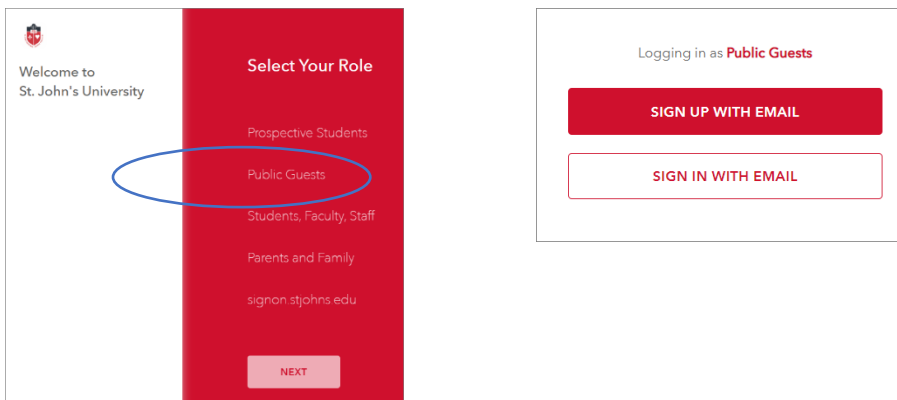 Welcome to
St. John's University
Select Your Role
Prospective Students
Public Guests
Students, Faculty, Staff
Parents and Family
signon.stjohns.edu
NEXT
Logging in as Public Guests
SIGN UP WITH EMAIL
SIGN IN WITH EMAIL